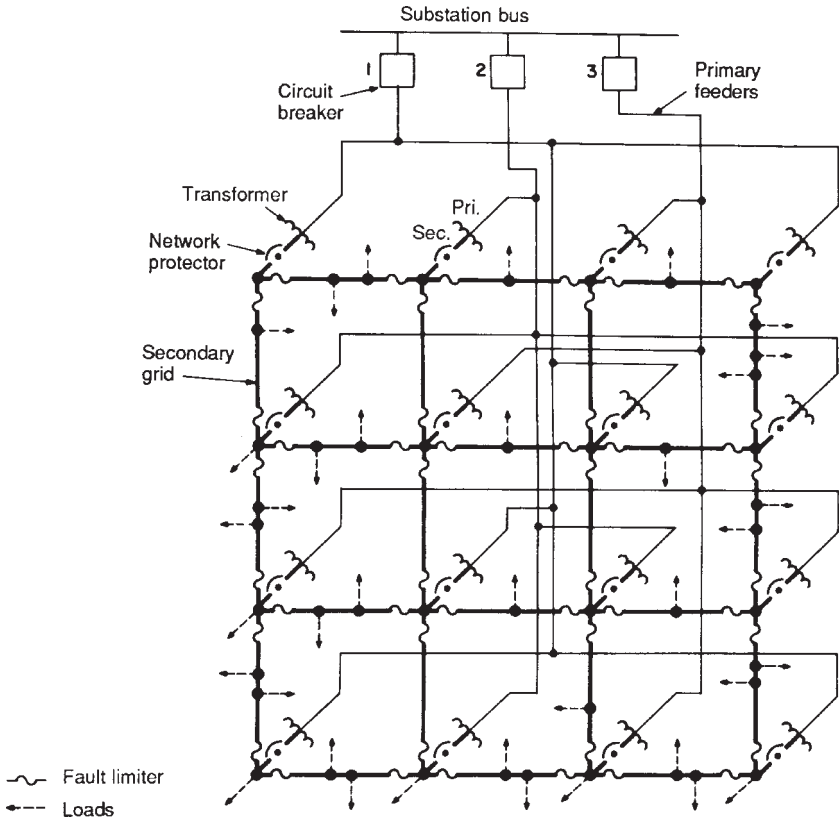 Substation bus
1
2
3
Circuit
breaker
Primary
feeders
Transformer
Pri.
Sec.
Network
protector
Secondary
grid
Fault limiter
Loads